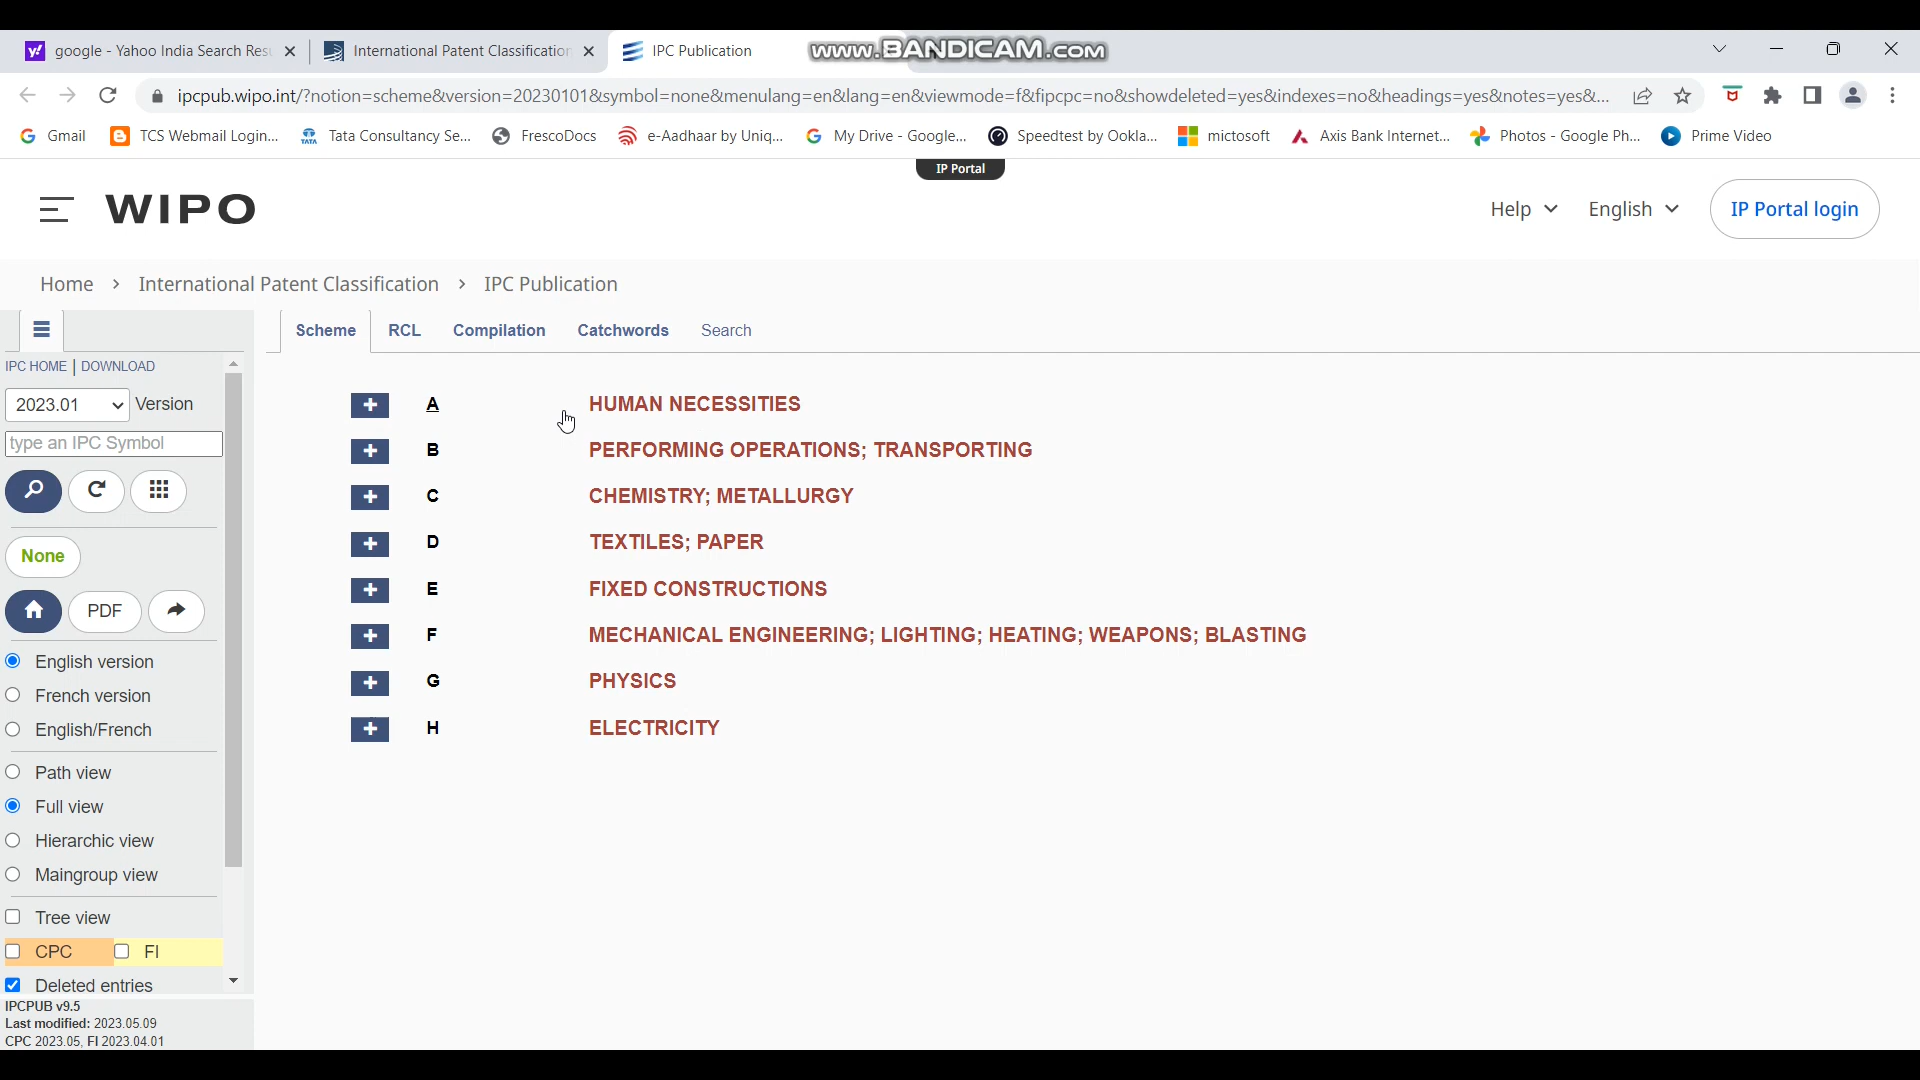 google - Yahoo India Search Resu
International Patent Classification
IPC Publication
www.BANDICAM.com
ipcpub.wipo.int/?notion=scheme&version=20230101&symbol=none&menulang=en&lang=en&viewmode=f&fipcpc=no&showdeleted=yes&indexes=no&headings=yes&notes=yes&...
Gmail
TCS Webmail Login...
Tata Consultancy Se...
FrescoDocs
e-Aadhaar by Uniq...
My Drive - Google...
Speedtest by Ookla...
mictosoft
Axis Bank Internet...
Photos - Google Ph...
Prime Video
IP Portal
WIPO
Help
English
IP Portal login
Home > International Patent Classification > IPC Publication
Scheme
RCL
Compilation
Catchwords
Search
IPC HOME | DOWNLOAD
2023.01 Version
type an IPC Symbol
None
PDF
English version
French version
English/French
Path view
Full view
Hierarchic view
Maingroup view
Tree view
CPC
FI
Deleted entries
IPCPUB v9.5
Last modified: 2023.05.09
CPC 2023.05, FI 2023.04.01
A HUMAN NECESSITIES
B PERFORMING OPERATIONS; TRANSPORTING
C CHEMISTRY; METALLURGY
D TEXTILES; PAPER
E FIXED CONSTRUCTIONS
F MECHANICAL ENGINEERING; LIGHTING; HEATING; WEAPONS; BLASTING
G PHYSICS
H ELECTRICITY